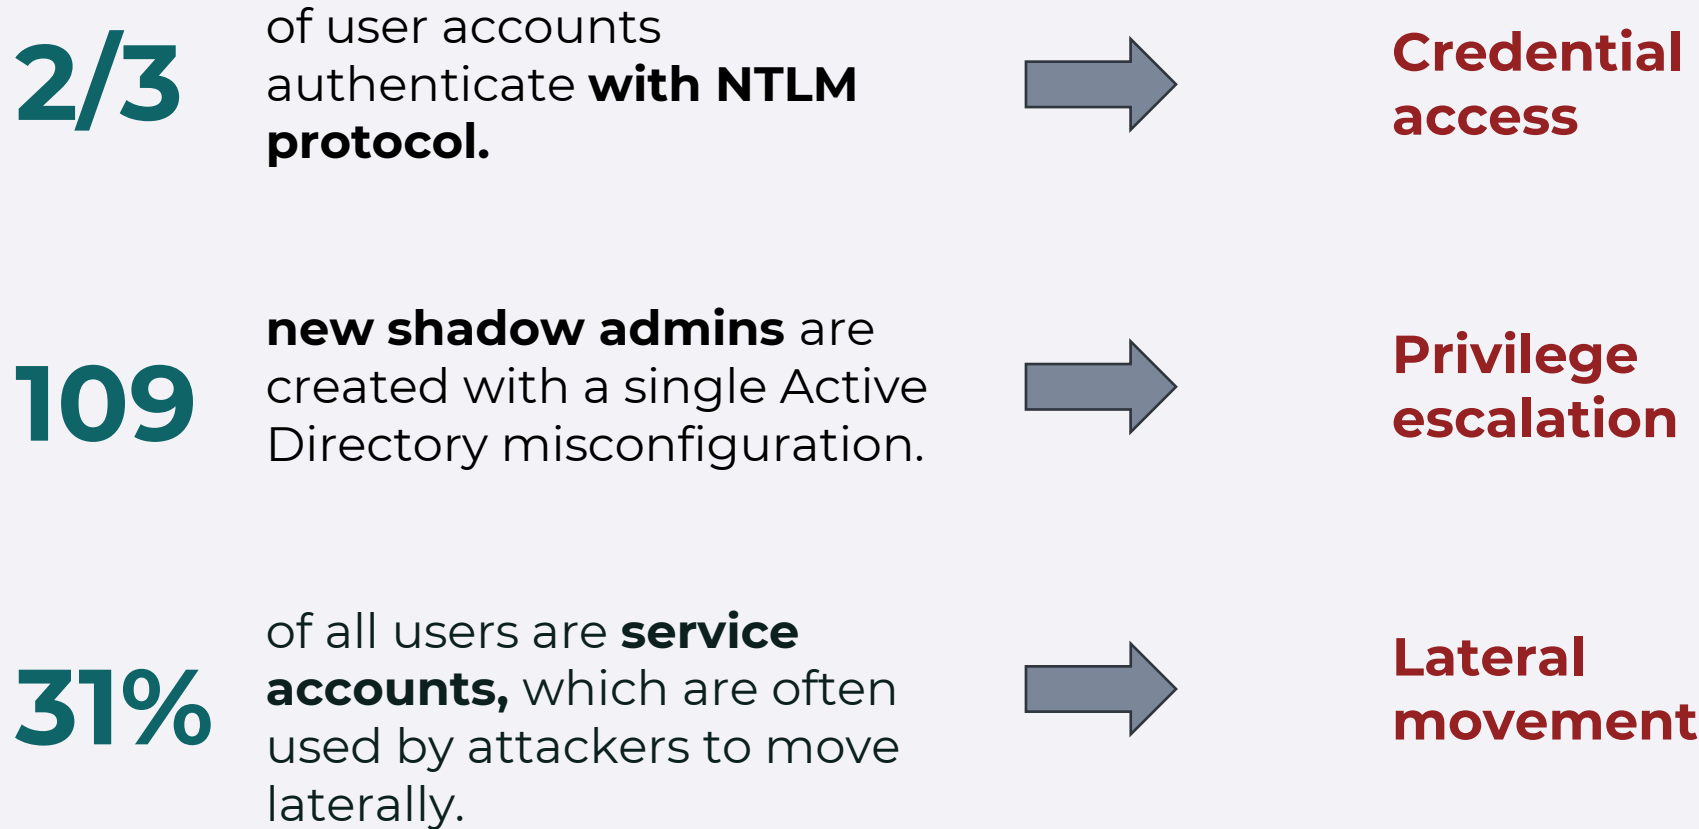 2/3
of user accounts
authenticate with NTLM
protocol.
Credential
access
109
new shadow admins are
created with a single Active
Directory misconfiguration.
Privilege
escalation
31%
of all users are service
accounts, which are often
used by attackers to move
laterally.
Lateral
movement